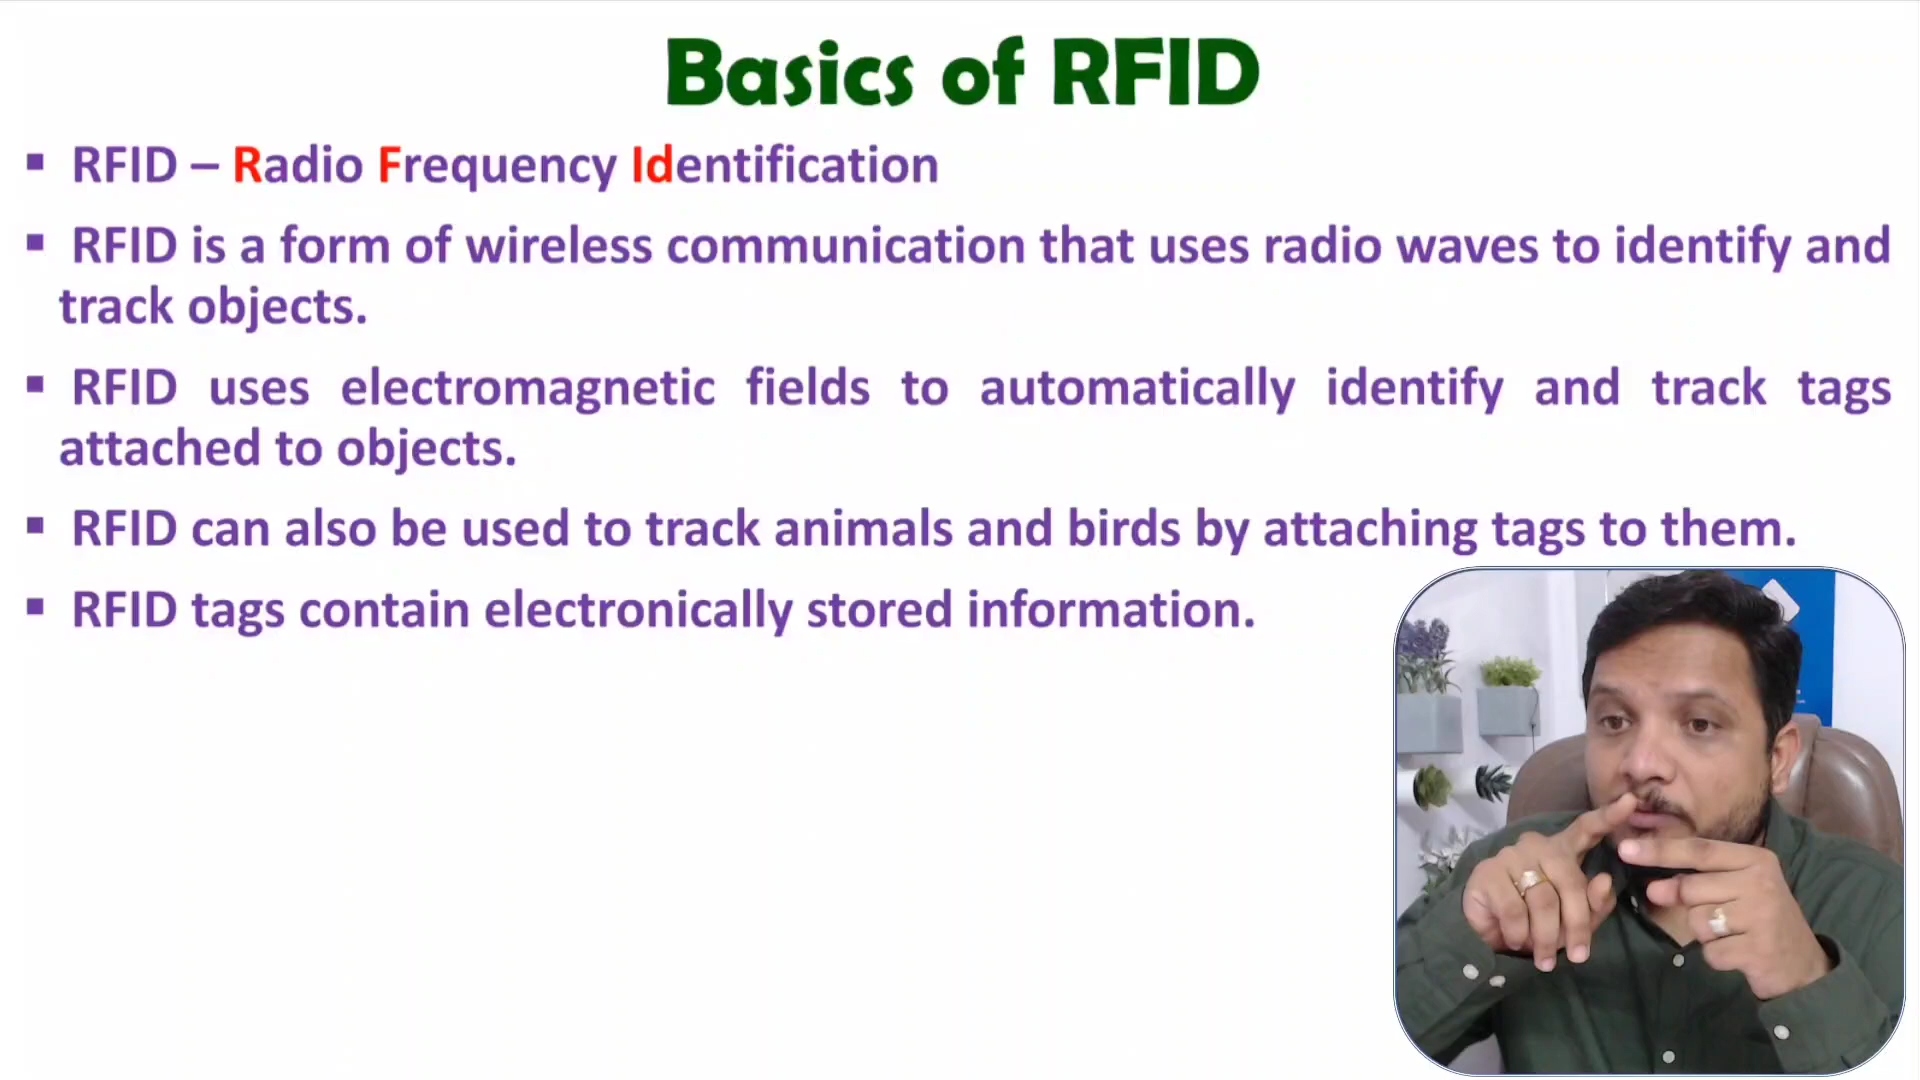 Basics of RFID
▪ RFID – Radio Frequency Identification
▪ RFID is a form of wireless communication that uses radio waves to identify and
track objects.
▪ RFID uses electromagnetic fields to automatically identify and track tags
attached to objects.
▪ RFID can also be used to track animals and birds by attaching tags to them.
▪ RFID tags contain electronically stored information.